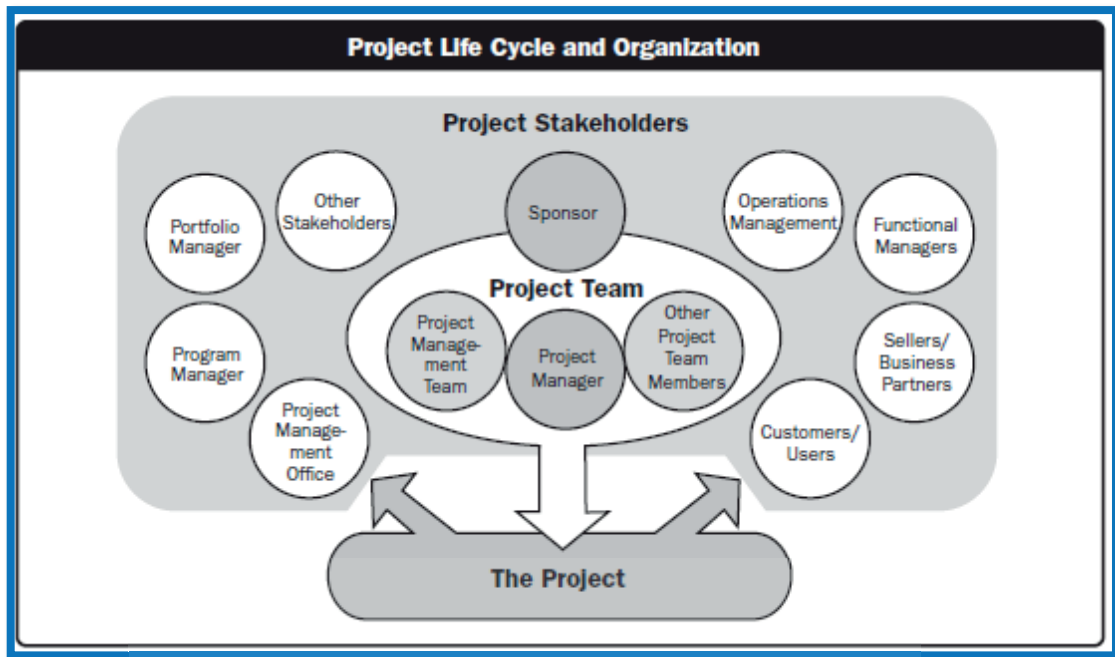 Project Life Cycle and Organization
Project Stakeholders
Portfolio
Manager
Other
Stakeholders
Sponsor
Operations
Management
Functional
Managers
Project Team
Project
Manage-
ment
Team
Project
Manager
Other
Project
Team
Members
Program
Manager
Sellers/
Business
Partners
Project
Manage-
ment
Office
Customers/
Users
The Project